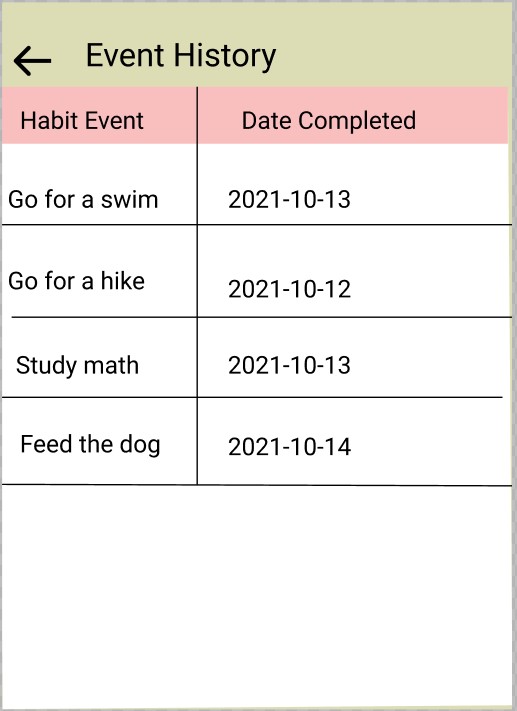 Event History
Habit Event Date Completed
Go for a swim 2021-10-13
Go for a hike 2021-10-12
Study math 2021-10-13
Feed the dog 2021-10-14